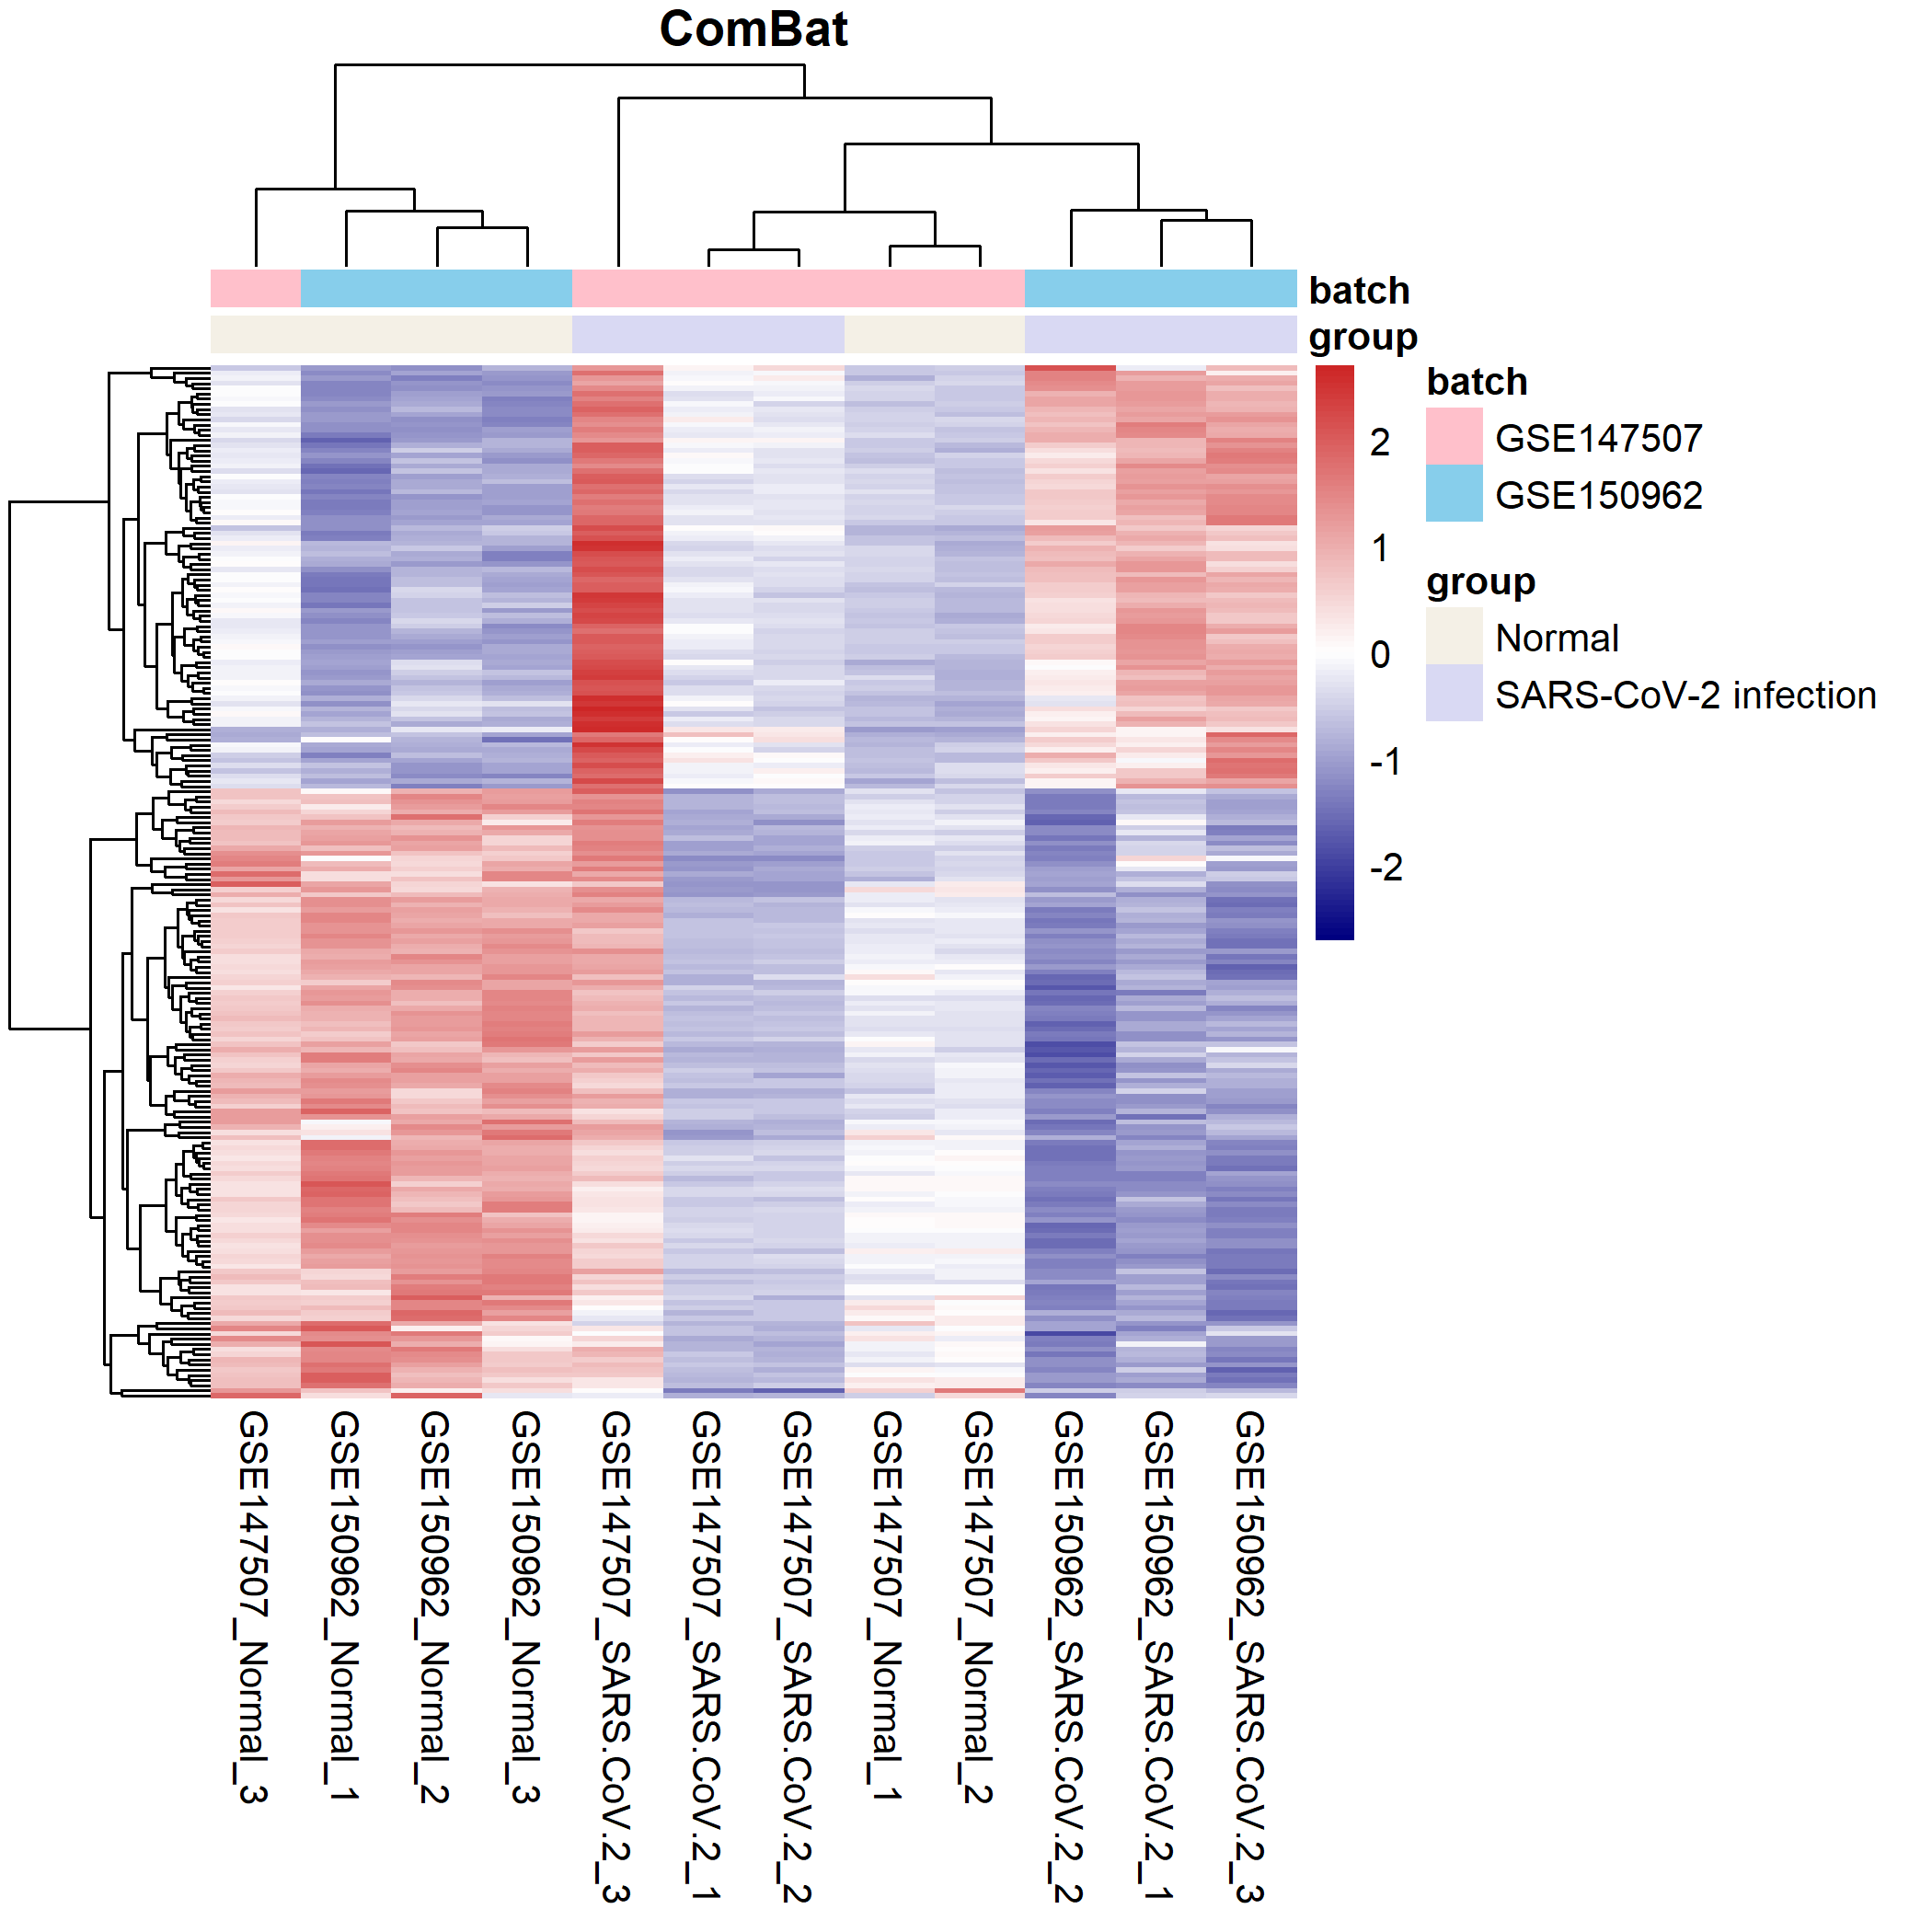 ComBat
batch
group
2
1
0
-1
-2
batch
GSE147507
GSE150962
group
Normal
SARS-CoV-2 infection
GSE147507_Normal_3
GSE150962_Normal_1
GSE150962_Normal_2
GSE150962_Normal_3
GSE147507_SARS.CoV.2_3
GSE147507_SARS.CoV.2_1
GSE147507_SARS.CoV.2_2
GSE147507_Normal_1
GSE147507_Normal_2
GSE150962_SARS.CoV.2_2
GSE150962_SARS.CoV.2_1
GSE150962_SARS.CoV.2_3